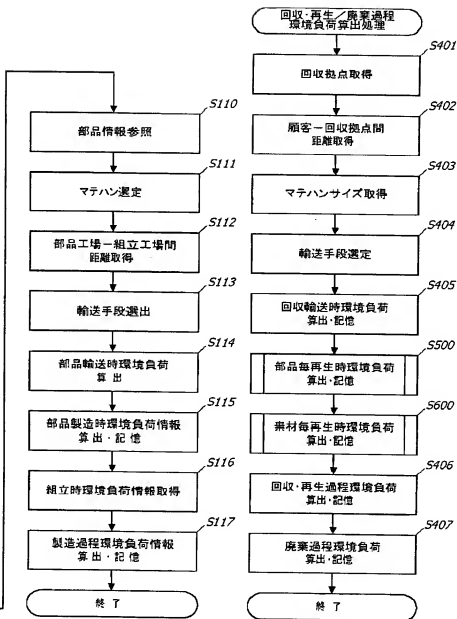 S110
部品情報参照
S111
マテハン選定
S112
部品工場－組立工場間
距離取得
S113
輸送手段選出
S114
部品輸送時環境負荷
算出
S115
部品製造時環境負荷情報
算出・記憶
S116
組立時環境負荷情報取得
S117
製造過程環境負荷情報
算出・記憶
終了
回収・再生／廃棄過程
環境負荷算出処理
S401
回収拠点取得
S402
顧客－回収拠点間
距離取得
S403
マテハンサイズ取得
S404
輸送手段選定
S405
回収輸送時環境負荷
算出・記憶
S500
部品毎再生時環境負荷
算出・記憶
S600
素材毎再生時環境負荷
算出・記憶
S406
回収・再生過程環境負荷
算出・記憶
S407
廃棄過程環境負荷
算出・記憶
終了